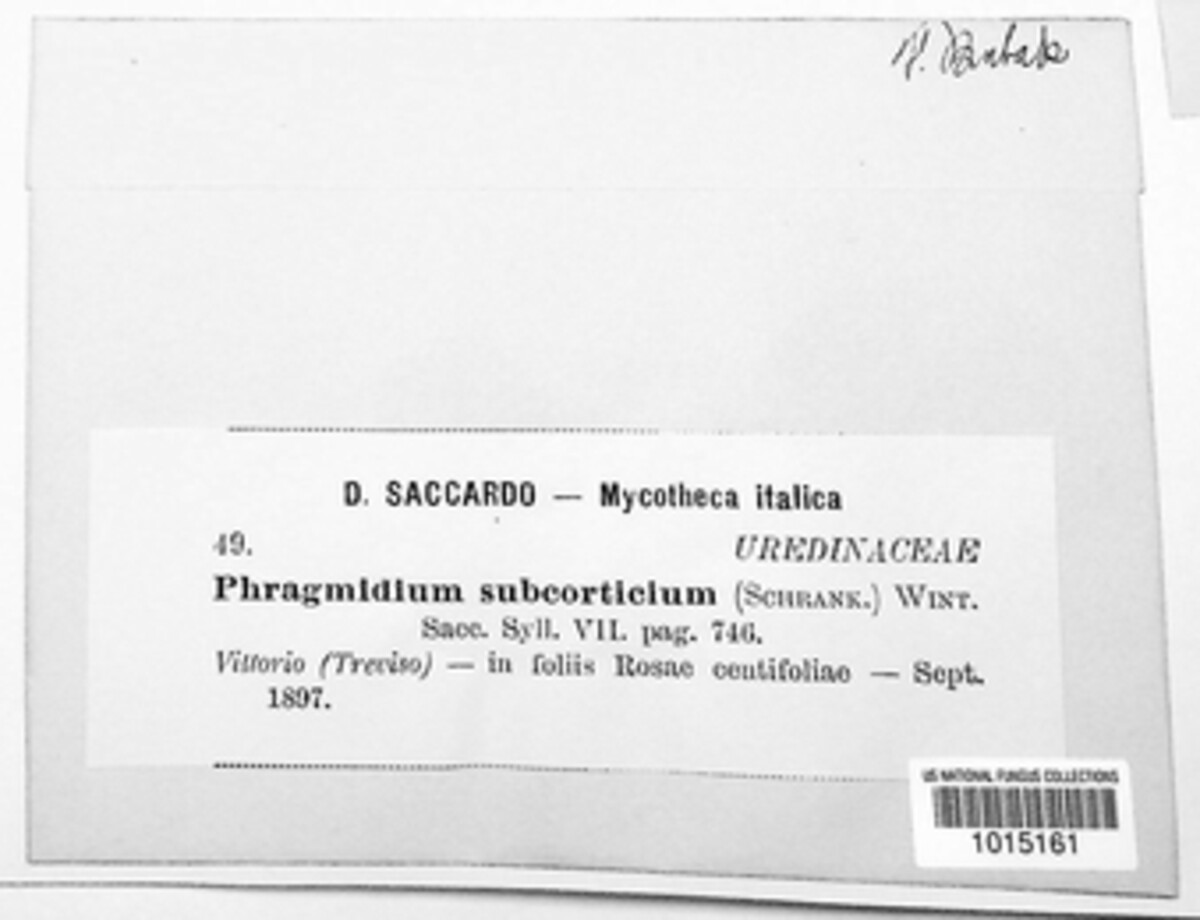 D. SACCARDO — Mycotheca italica
49. UREDINACEAE
Phragmidium subcorticium (SCHRANK.) WINT.
Sacc. Syll. VII. pag. 746.
Vittorio (Treviso) — in foliis Rosae centifoliae — Sept.
1897.
US NATIONAL FUNGUS COLLECTIONS
1015161